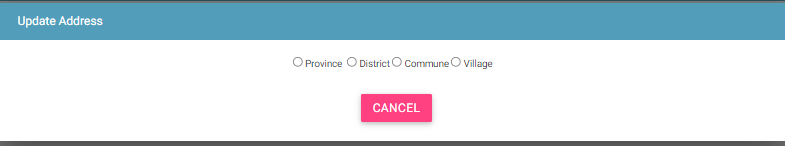 Update Address
Province District Commune Village
CANCEL